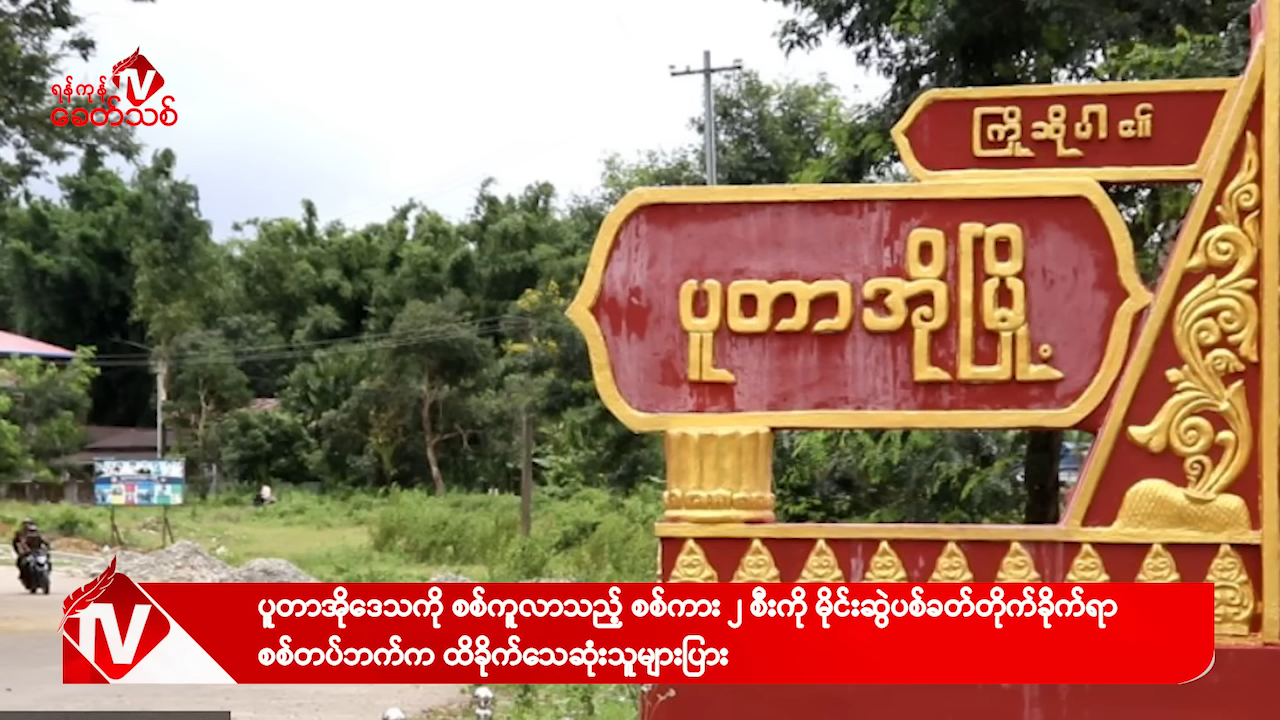 ရန်ကုန်
ခေတ်သစ်
TV
ကြိုဆိုပါ၏
ပူတာအိုမြို့
TV
ပူတာအိုဒေသကို စစ်ကူလာသည့် စစ်ကား ၂ စီးကို မိုင်းဆွဲပစ်ခတ်တိုက်ခိုက်ရာ
စစ်တပ်ဘက်က ထိခိုက်သေဆုံးသူများပြား